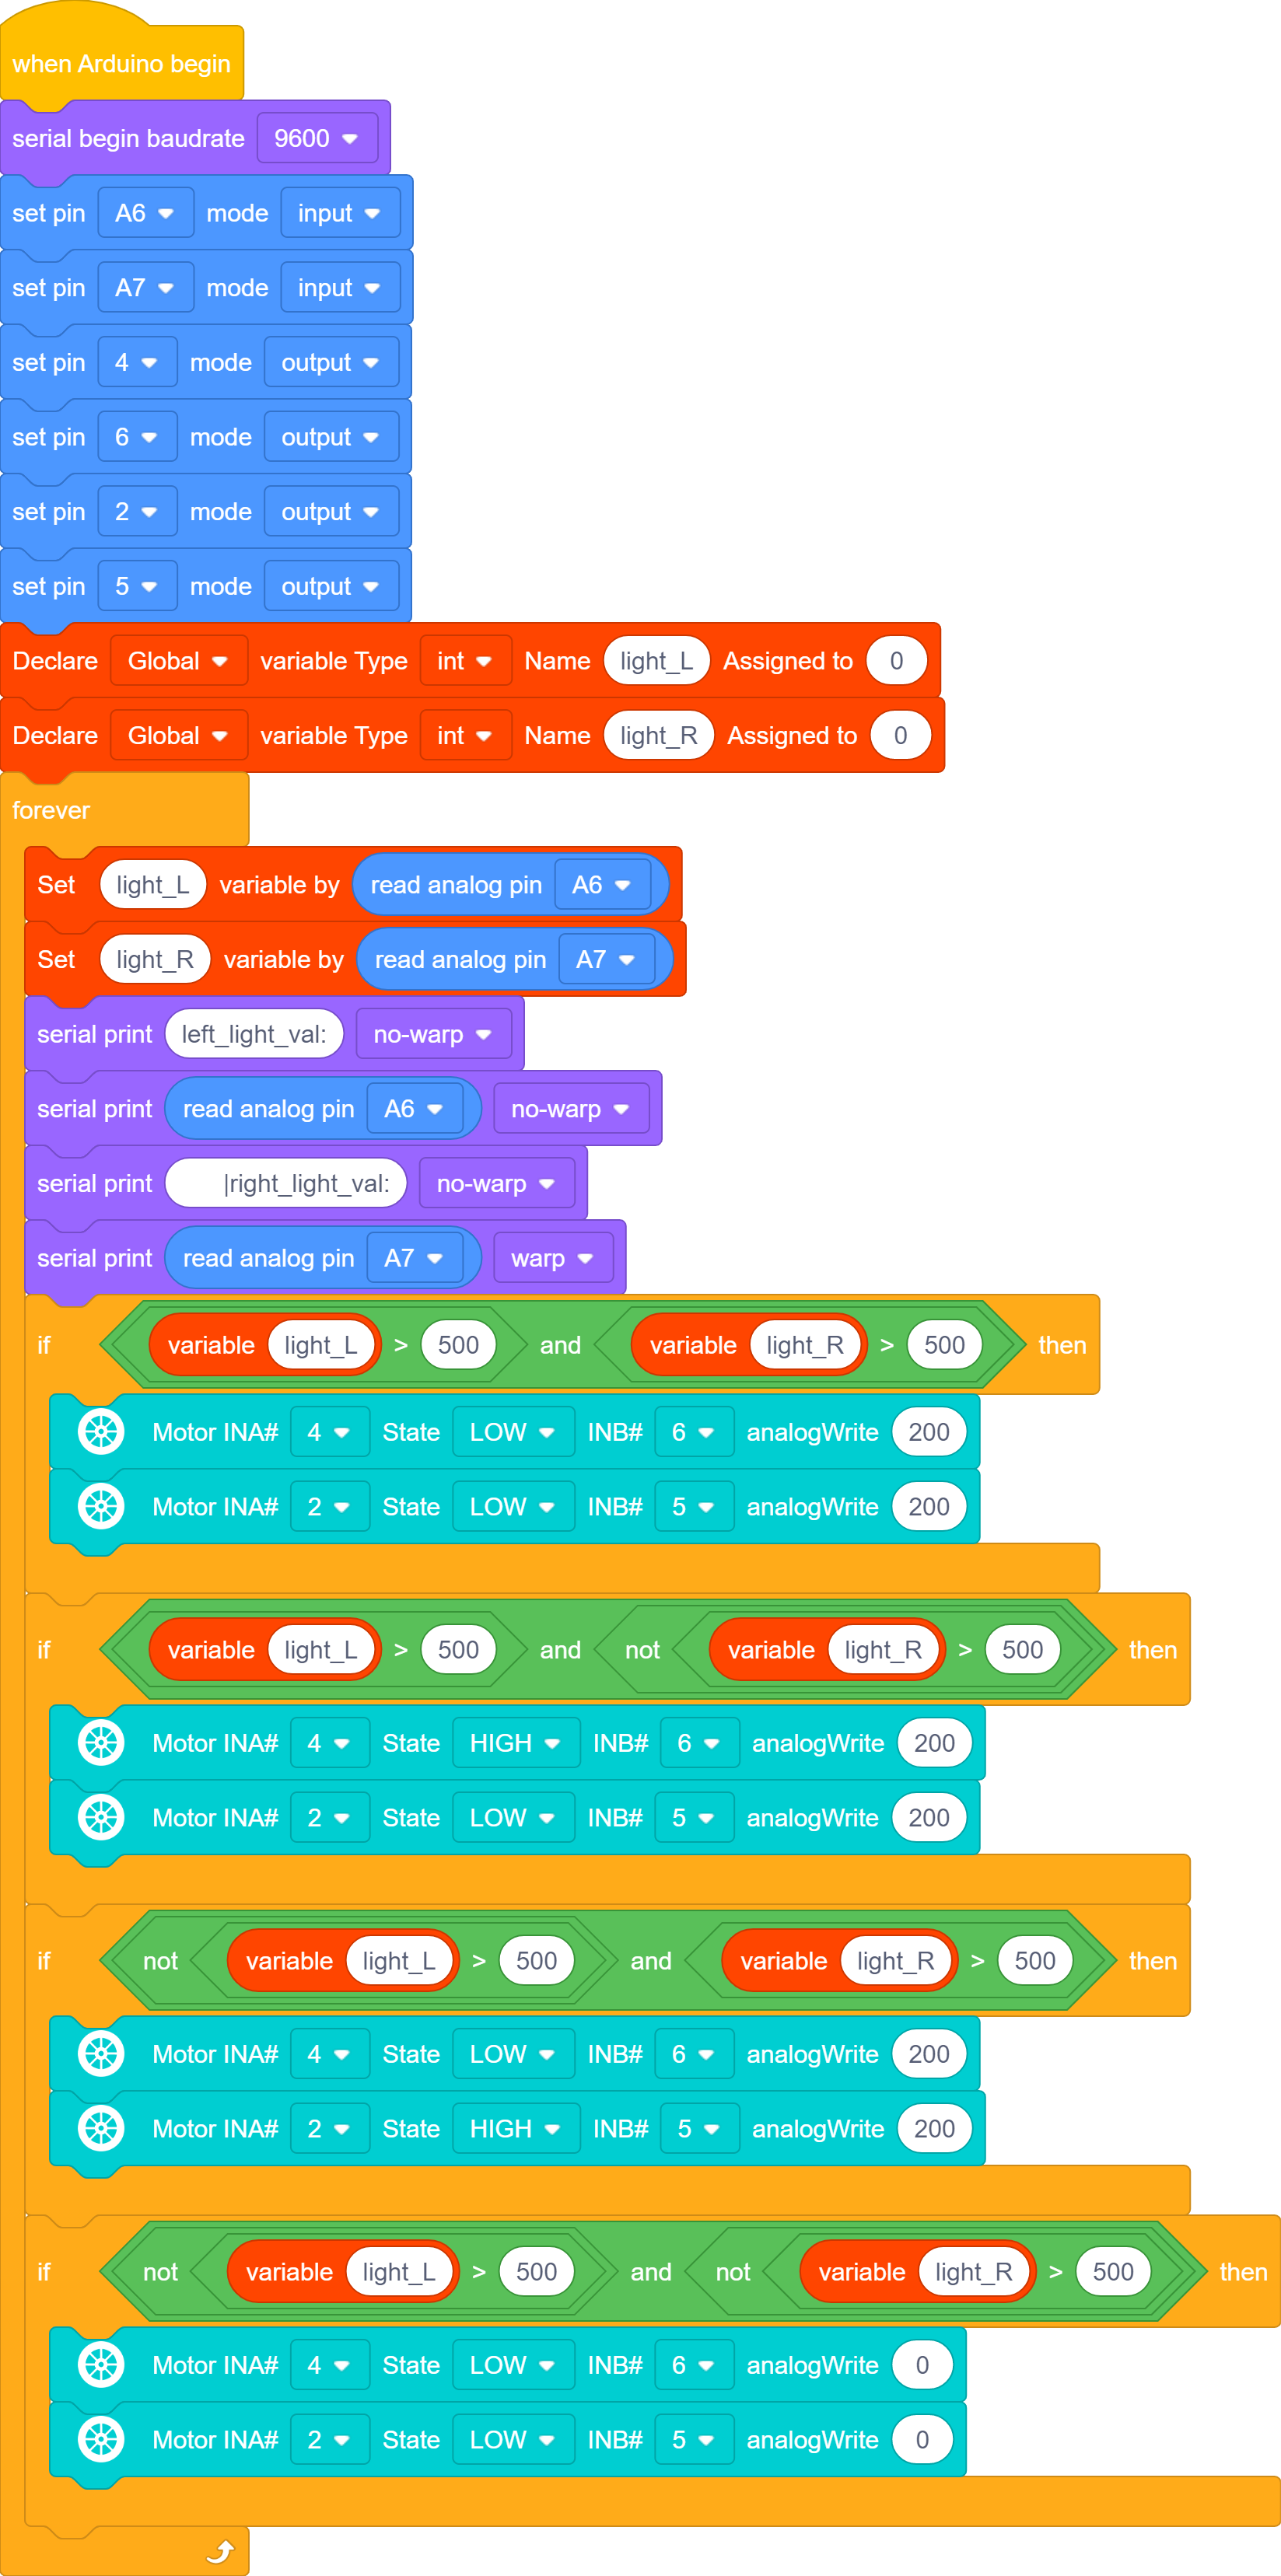 when Arduino begin
serial begin baudrate 9600
set pin A6 mode input
set pin A7 mode input
set pin 4 mode output
set pin 6 mode output
set pin 2 mode output
set pin 5 mode output
Declare Global variable Type int Name light_L Assigned to 0
Declare Global variable Type int Name light_R Assigned to 0
forever
Set light_L variable by read analog pin A6
Set light_R variable by read analog pin A7
serial print left_light_val: no-warp
serial print read analog pin A6 no-warp
serial print |right_light_val: no-warp
serial print read analog pin A7 warp
if variable light_L > 500 and variable light_R > 500 then
Motor INA# 4 State LOW INB# 6 analogWrite 200
Motor INA# 2 State LOW INB# 5 analogWrite 200
if variable light_L > 500 and not variable light_R > 500 then
Motor INA# 4 State HIGH INB# 6 analogWrite 200
Motor INA# 2 State LOW INB# 5 analogWrite 200
if not variable light_L > 500 and variable light_R > 500 then
Motor INA# 4 State LOW INB# 6 analogWrite 200
Motor INA# 2 State HIGH INB# 5 analogWrite 200
if not variable light_L > 500 and not variable light_R > 500 then
Motor INA# 4 State LOW INB# 6 analogWrite 0
Motor INA# 2 State LOW INB# 5 analogWrite 0